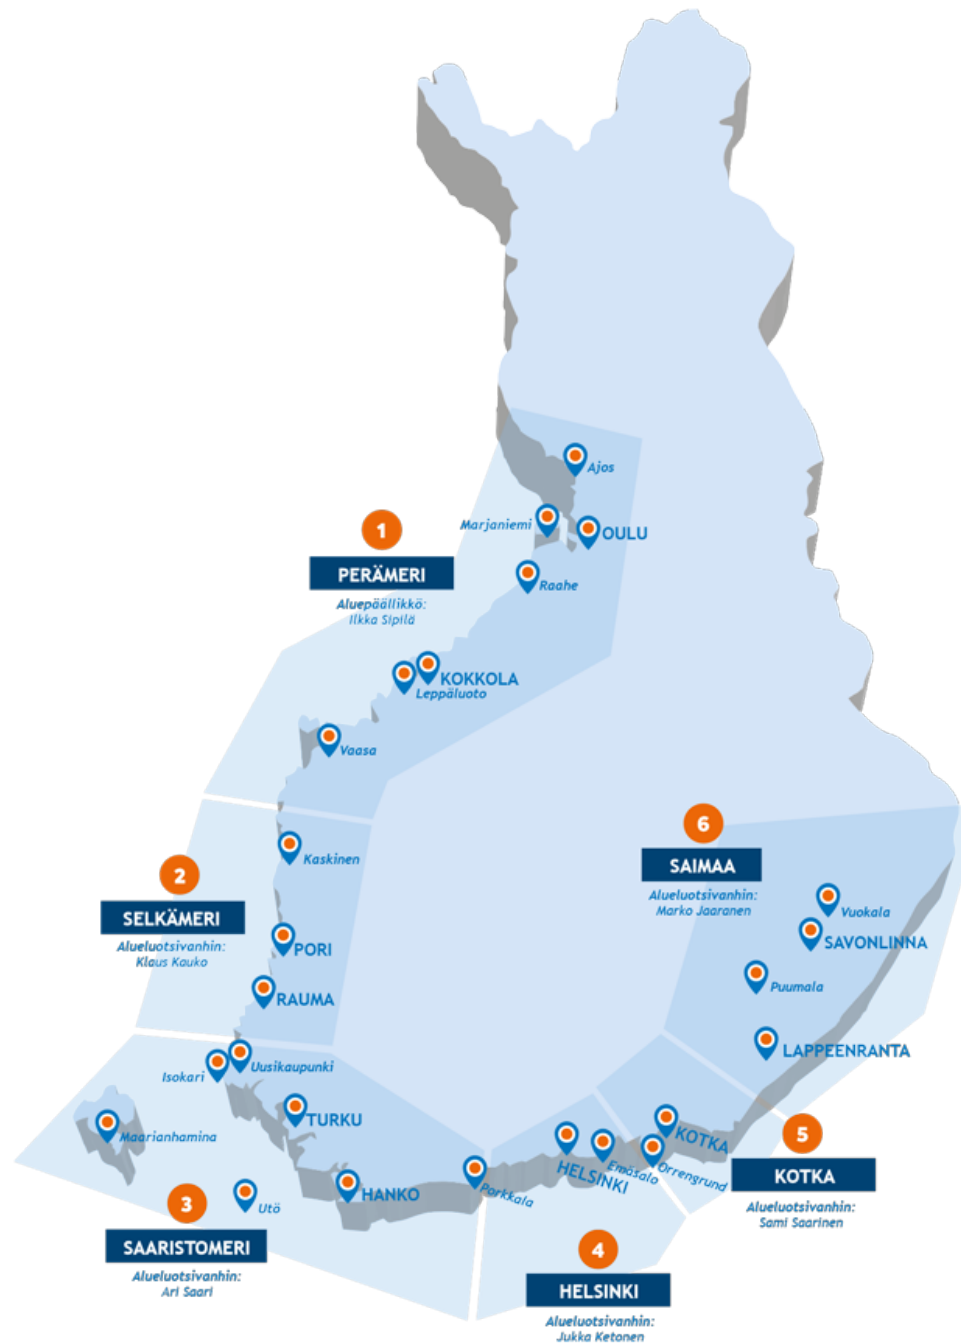 Ajos
Marjaniemi
OULU
1
PERÄMERI
Aluepäällikkö:
Ilkka Sipilä
Raahe
KOKKOLA
Leppäluoto
Vaasa
Kaskinen
2
SELKÄMERI
Alueluotsivanhin:
Klaus Kauko
PORI
RAUMA
6
SAIMAA
Alueluotsivanhin:
Marko Jaaranen
Vuokala
SAVONLINNA
Puumala
LAPPEENRANTA
Isokari
Uusikaupunki
TURKU
Maarianhamina
Utö
HANKO
3
SAARISTOMERI
Alueluotsivanhin:
Ari Saari
Porkkala
HELSINKI
Emäsalo
Orrengrund
KOTKA
5
KOTKA
Alueluotsivanhin:
Sami Saarinen
4
HELSINKI
Alueluotsivanhin:
Jukka Ketonen